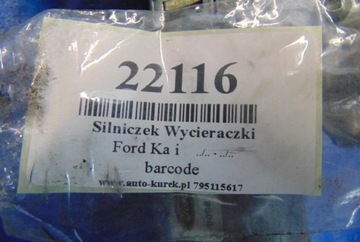 22116
Silniczek Wycieraczki
Ford Ka i ../.. - ../..
barcode
www.auto-kurek.pl 795115617